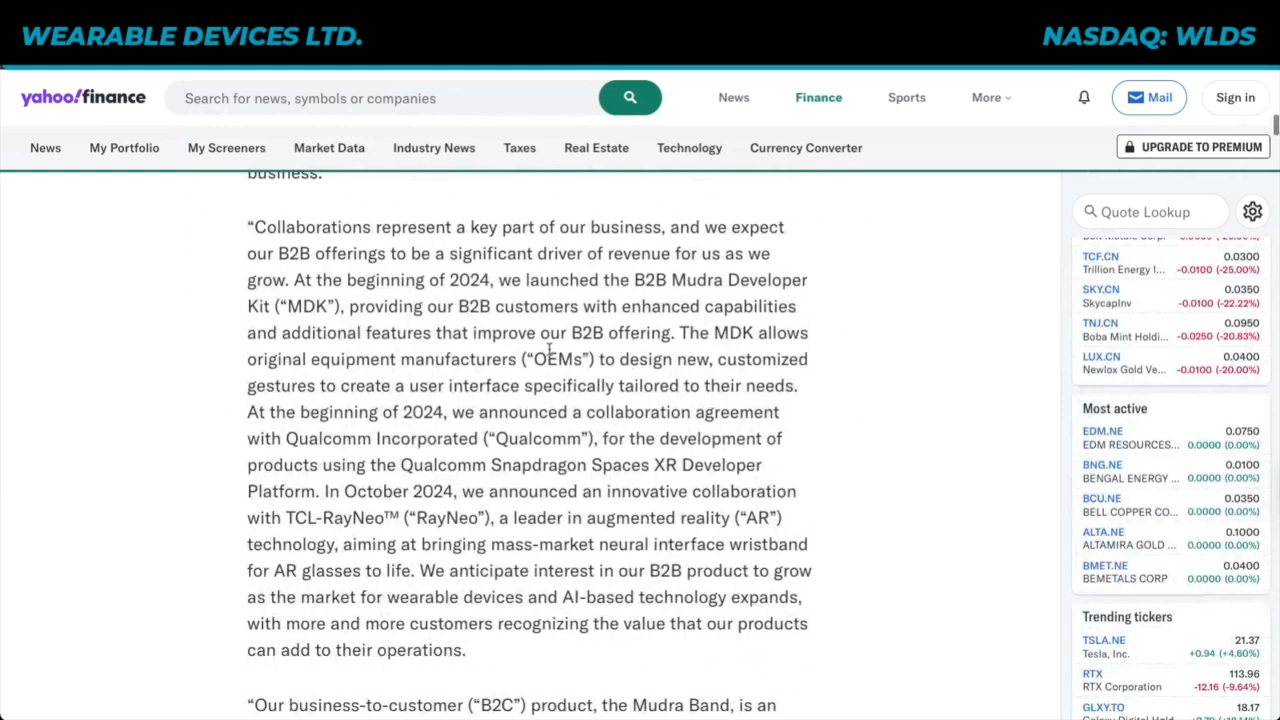 WEARABLE DEVICES LTD.
NASDAQ: WLDS
yahoo!finance
Search for news, symbols or companies
News
Finance
Sports
More
Mail
Sign in
News
My Portfolio
My Screeners
Market Data
Industry News
Taxes
Real Estate
Technology
Currency Converter
UPGRADE TO PREMIUM
business.
“Collaborations represent a key part of our business, and we expect
our B2B offerings to be a significant driver of revenue for us as we
grow. At the beginning of 2024, we launched the B2B Mudra Developer
Kit (“MDK”), providing our B2B customers with enhanced capabilities
and additional features that improve our B2B offering. The MDK allows
original equipment manufacturers (“OEMs”) to design new, customized
gestures to create a user interface specifically tailored to their needs.
At the beginning of 2024, we announced a collaboration agreement
with Qualcomm Incorporated (“Qualcomm”), for the development of
products using the Qualcomm Snapdragon Spaces XR Developer
Platform. In October 2024, we announced an innovative collaboration
with TCL-RayNeo™ (“RayNeo”), a leader in augmented reality (“AR”)
technology, aiming at bringing mass-market neural interface wristband
for AR glasses to life. We anticipate interest in our B2B product to grow
as the market for wearable devices and AI-based technology expands,
with more and more customers recognizing the value that our products
can add to their operations.
“Our business-to-customer (“B2C”) product, the Mudra Band, is an
Quote Lookup
TCF.CN 0.0300
Trillion Energy I... -0.0100 (-25.00%)
SKY.CN 0.0350
SkycapInv -0.0100 (-22.22%)
TNJ.CN 0.0950
Boba Mint Holdi... -0.0250 (-20.83%)
LUX.CN 0.0400
Newlox Gold Ve... -0.0100 (-20.00%)
Most active
EDM.NE 0.0750
EDM RESOURCES... 0.0000 (0.00%)
BNG.NE 0.0100
BENGAL ENERGY ... 0.0000 (0.00%)
BCU.NE 0.0350
BELL COPPER CO... 0.0000 (0.00%)
ALTA.NE 0.1000
ALTAMIRA GOLD ... 0.0000 (0.00%)
BMET.NE 0.0400
BEMETALS CORP 0.0000 (0.00%)
Trending tickers
TSLA.NE 21.37
Tesla, Inc. +0.94 (+4.60%)
RTX 113.96
RTX Corporation -12.16 (-9.64%)
GLXY.TO 18.17